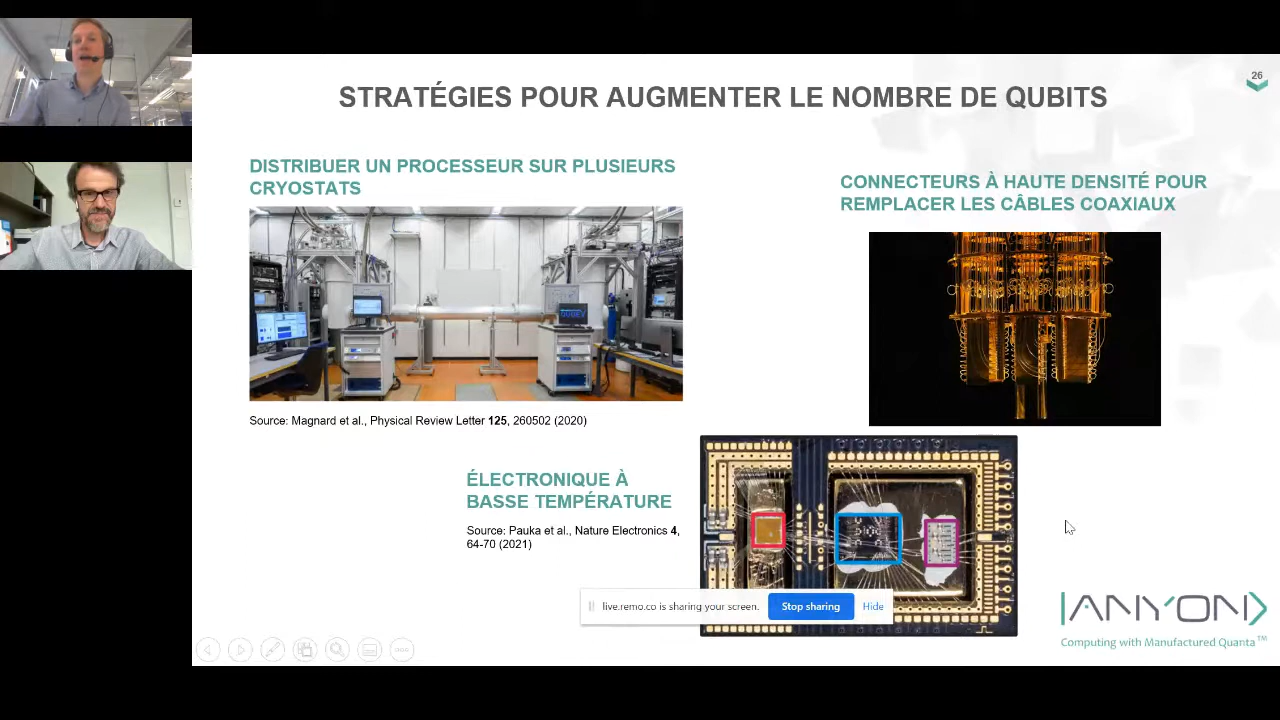 26
STRATÉGIES POUR AUGMENTER LE NOMBRE DE QUBITS
DISTRIBUER UN PROCESSEUR SUR PLUSIEURS
CRYOSTATS
Source: Magnard et al., Physical Review Letter 125, 260502 (2020)
CONNECTEURS À HAUTE DENSITÉ POUR
REMPLACER LES CÂBLES COAXIAUX
ÉLECTRONIQUE À
BASSE TEMPÉRATURE
Source: Pauka et al., Nature Electronics 4,
64-70 (2021)
live.remo.co is sharing your screen.
Stop sharing
Hide
ANYON
Computing with Manufactured Quanta™